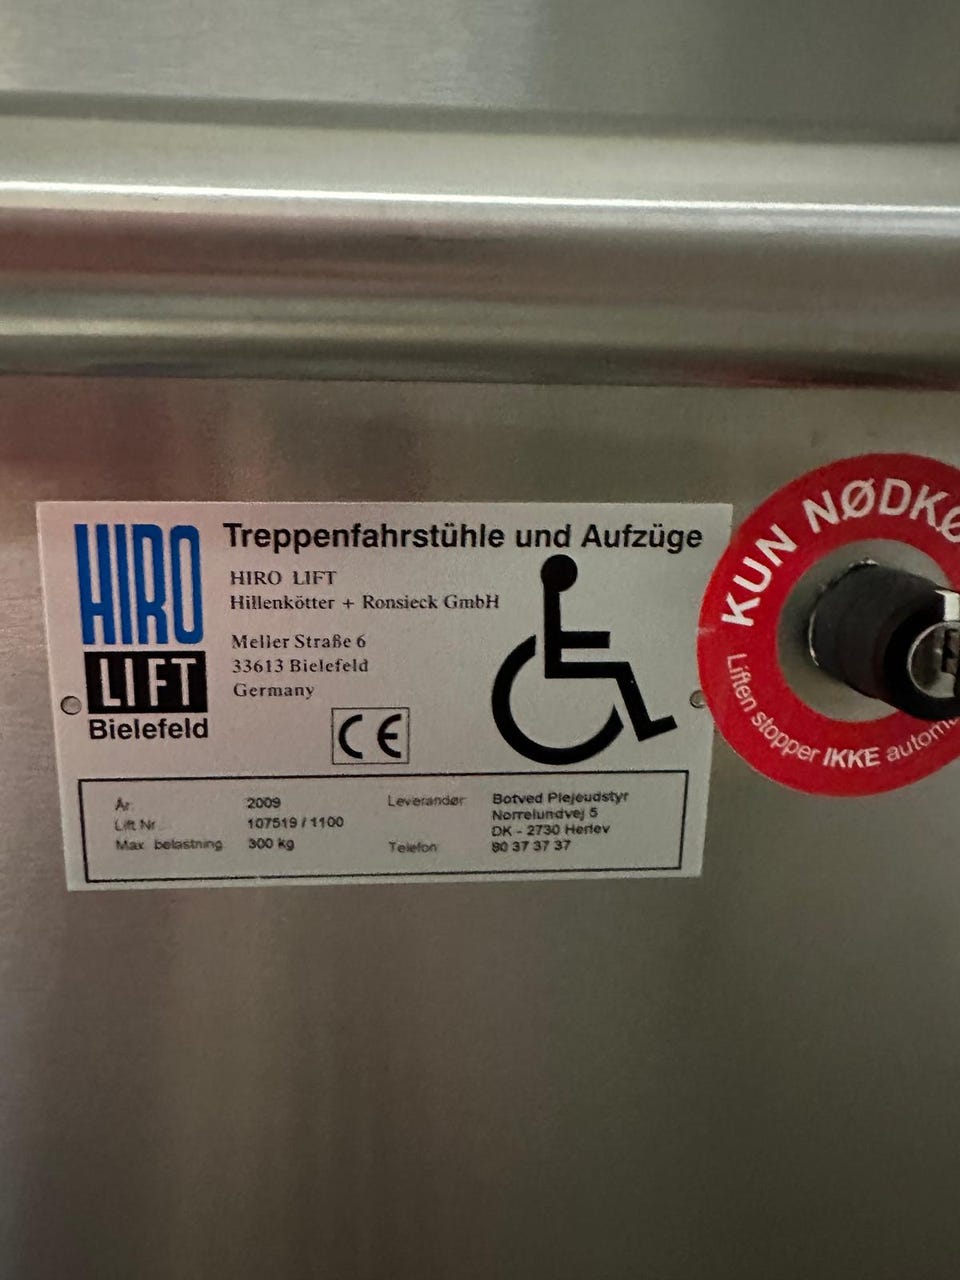 HIRO
LIFT
Bielefeld
Treppenfahrstühle und Aufzüge
HIRO LIFT
Hillenkötter + Ronsieck GmbH
Meller Straße 6
33613 Bielefeld
Germany
CE
År: 2009
Lift Nr. 107519 / 1100
Max. belastning 300 kg
Leverandør: Botved Plejeudstyr
Nørrelundvej 5
DK - 2730 Herlev
Telefon 80 37 37 37
KUN NØDKØ
Liften stopper IKKE autom